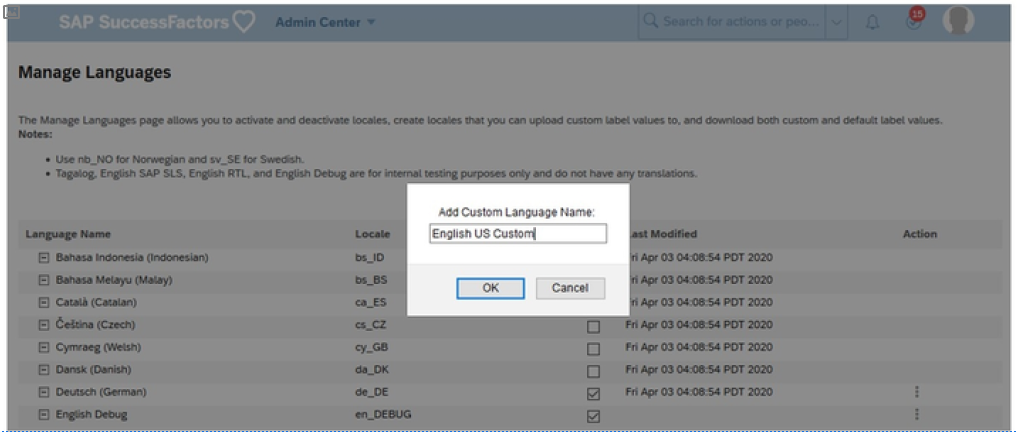 SAP SuccessFactors Admin Center Search for actions or peo... 15
Manage Languages
The Manage Languages page allows you to activate and deactivate locales, create locales that you can upload custom label values to, and download both custom and default label values.
Notes:
• Use nb_NO for Norwegian and sv_SE for Swedish.
• Tagalog, English SAP SLS, English RTL, and English Debug are for internal testing purposes only and do not have any translations.
Add Custom Language Name:
English US Custom
OK Cancel
Language Name Locale ast Modified Action
Bahasa Indonesia (Indonesian) bs_ID ri Apr 03 04:08:54 PDT 2020
Bahasa Melayu (Malay) bs_BS ri Apr 03 04:08:54 PDT 2020
Català (Catalan) ca_ES ri Apr 03 04:08:54 PDT 2020
Čeština (Czech) cs_CZ Fri Apr 03 04:08:54 PDT 2020
Cymraeg (Welsh) cy_GB Fri Apr 03 04:08:54 PDT 2020
Dansk (Danish) da_DK Fri Apr 03 04:08:54 PDT 2020
Deutsch (German) de_DE Fri Apr 03 04:08:54 PDT 2020
English Debug en_DEBUG